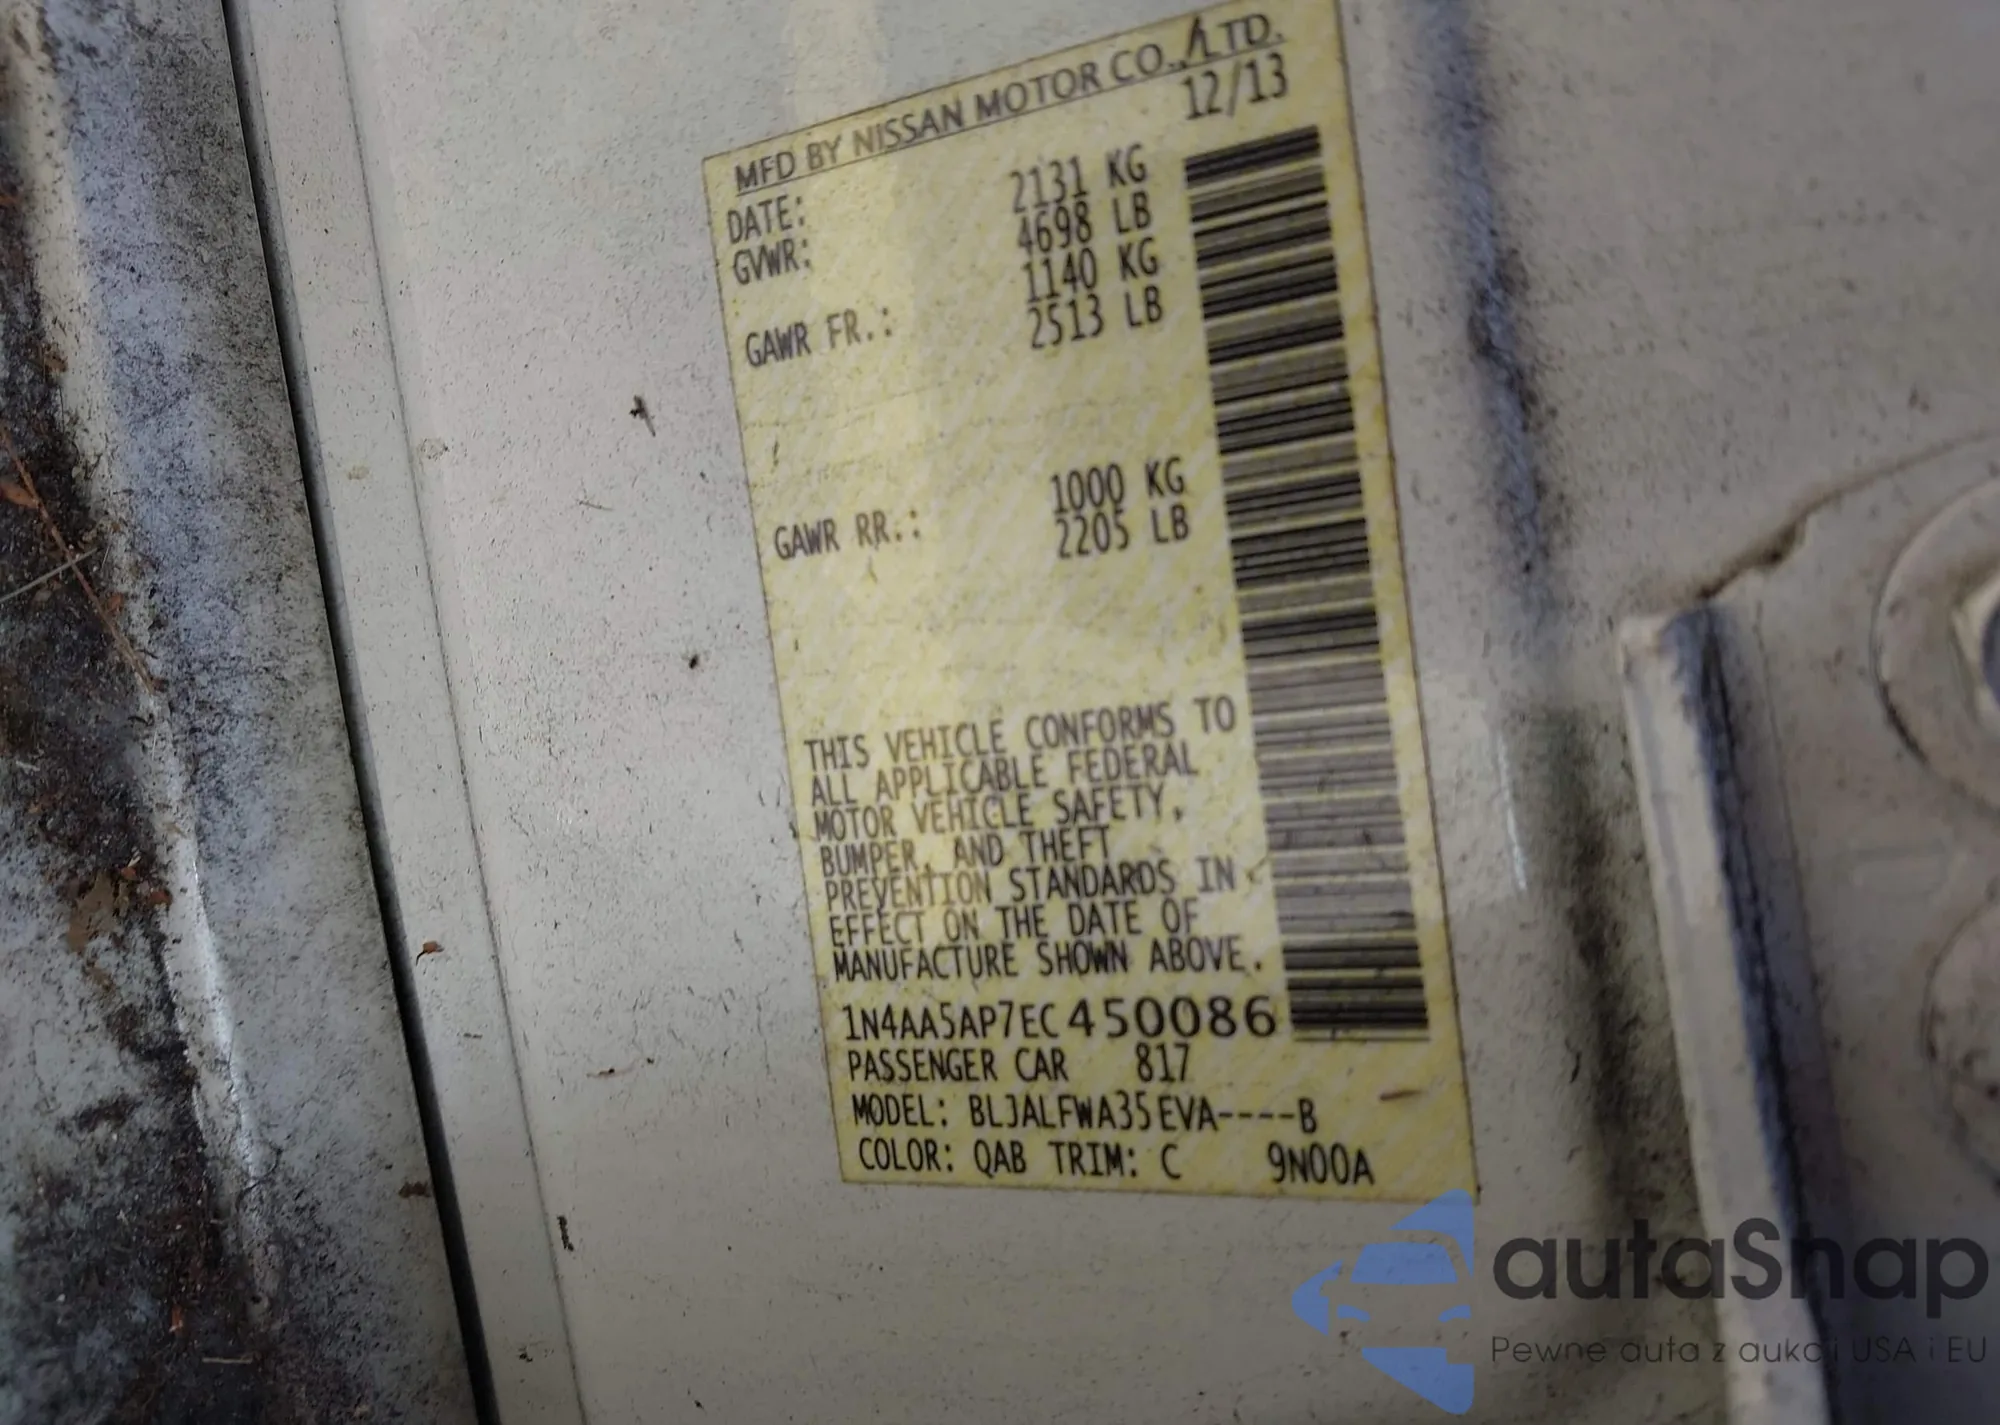 MFD BY NISSAN MOTOR CO.,LTD.
DATE: 12/13
GVWR: 2131 KG
4698 LB
GAWR FR.: 1140 KG
2513 LB
GAWR RR.: 1000 KG
2205 LB
THIS VEHICLE CONFORMS TO
ALL APPLICABLE FEDERAL
MOTOR VEHICLE SAFETY,
BUMPER, AND THEFT
PREVENTION STANDARDS IN
EFFECT ON THE DATE OF
MANUFACTURE SHOWN ABOVE.
1N4AA5AP7EC450086
PASSENGER CAR 817
MODEL: BLJALFWA35EVA----B
COLOR: QAB TRIM: C 9N00A
autaSnap
Pewne auta z aukcji USA i EU